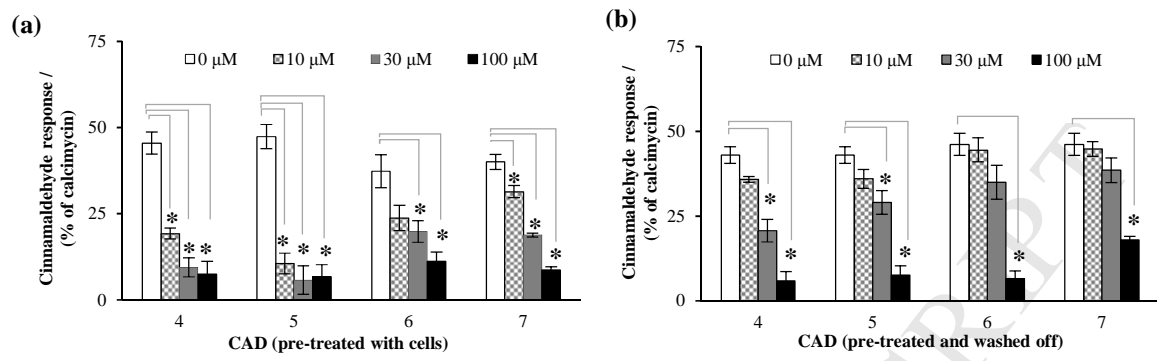 (a)
75
50
25
0
Cinnamaldehyde response /
(% of calcimycin)
0 μM
10 μM
30 μM
100 μM
*
*
*
*
*
*
*
*
*
*
*
4
5
6
7
CAD (pre-treated with cells)
(b)
75
50
25
0
Cinnamaldehyde response /
(% of calcimycin)
0 μM
10 μM
30 μM
100 μM
*
*
*
*
*
*
4
5
6
7
CAD (pre-treated and washed off)
RIPT